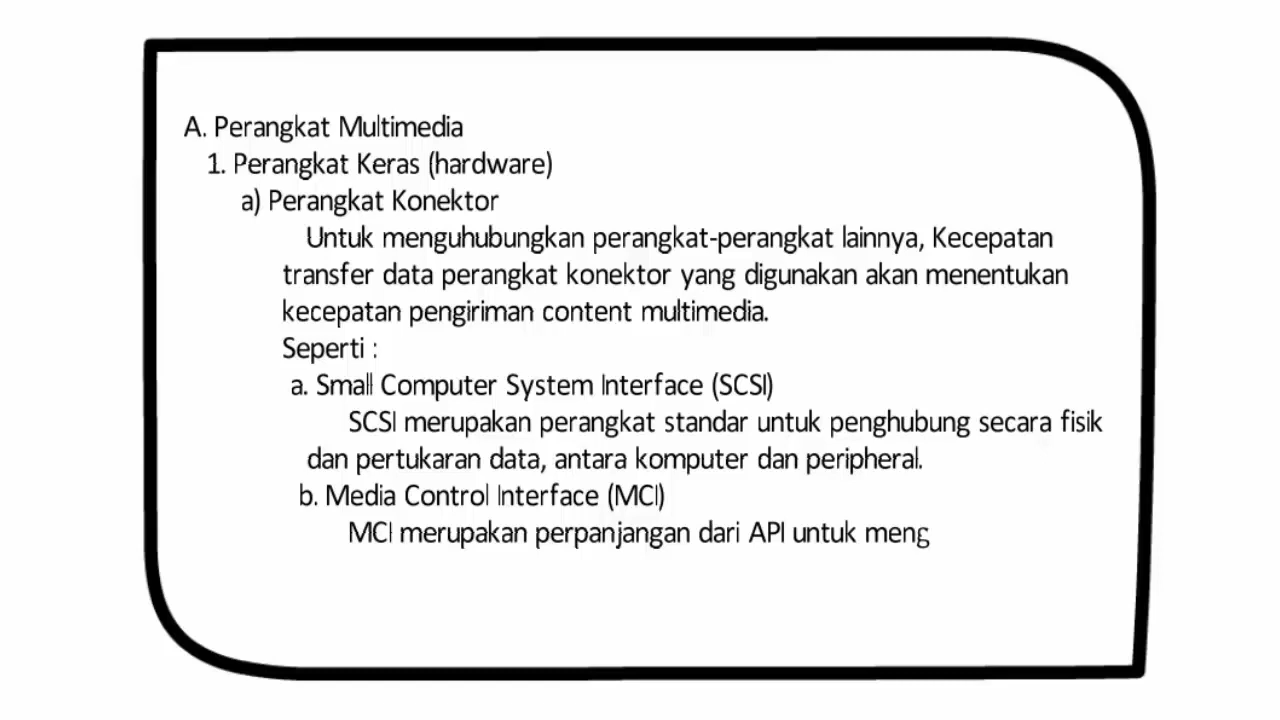 A. Perangkat Multimedia
1. Perangkat Keras (hardware)
a) Perangkat Konektor
Untuk menguhubungkan perangkat-perangkat lainnya, Kecepatan
transfer data perangkat konektor yang digunakan akan menentukan
kecepatan pengiriman content multimedia.
Seperti :
a. Small Computer System Interface (SCSI)
SCSI merupakan perangkat standar untuk penghubung secara fisik
dan pertukaran data, antara komputer dan peripheral.
b. Media Control Interface (MCI)
MCI merupakan perpanjangan dari API untuk meng